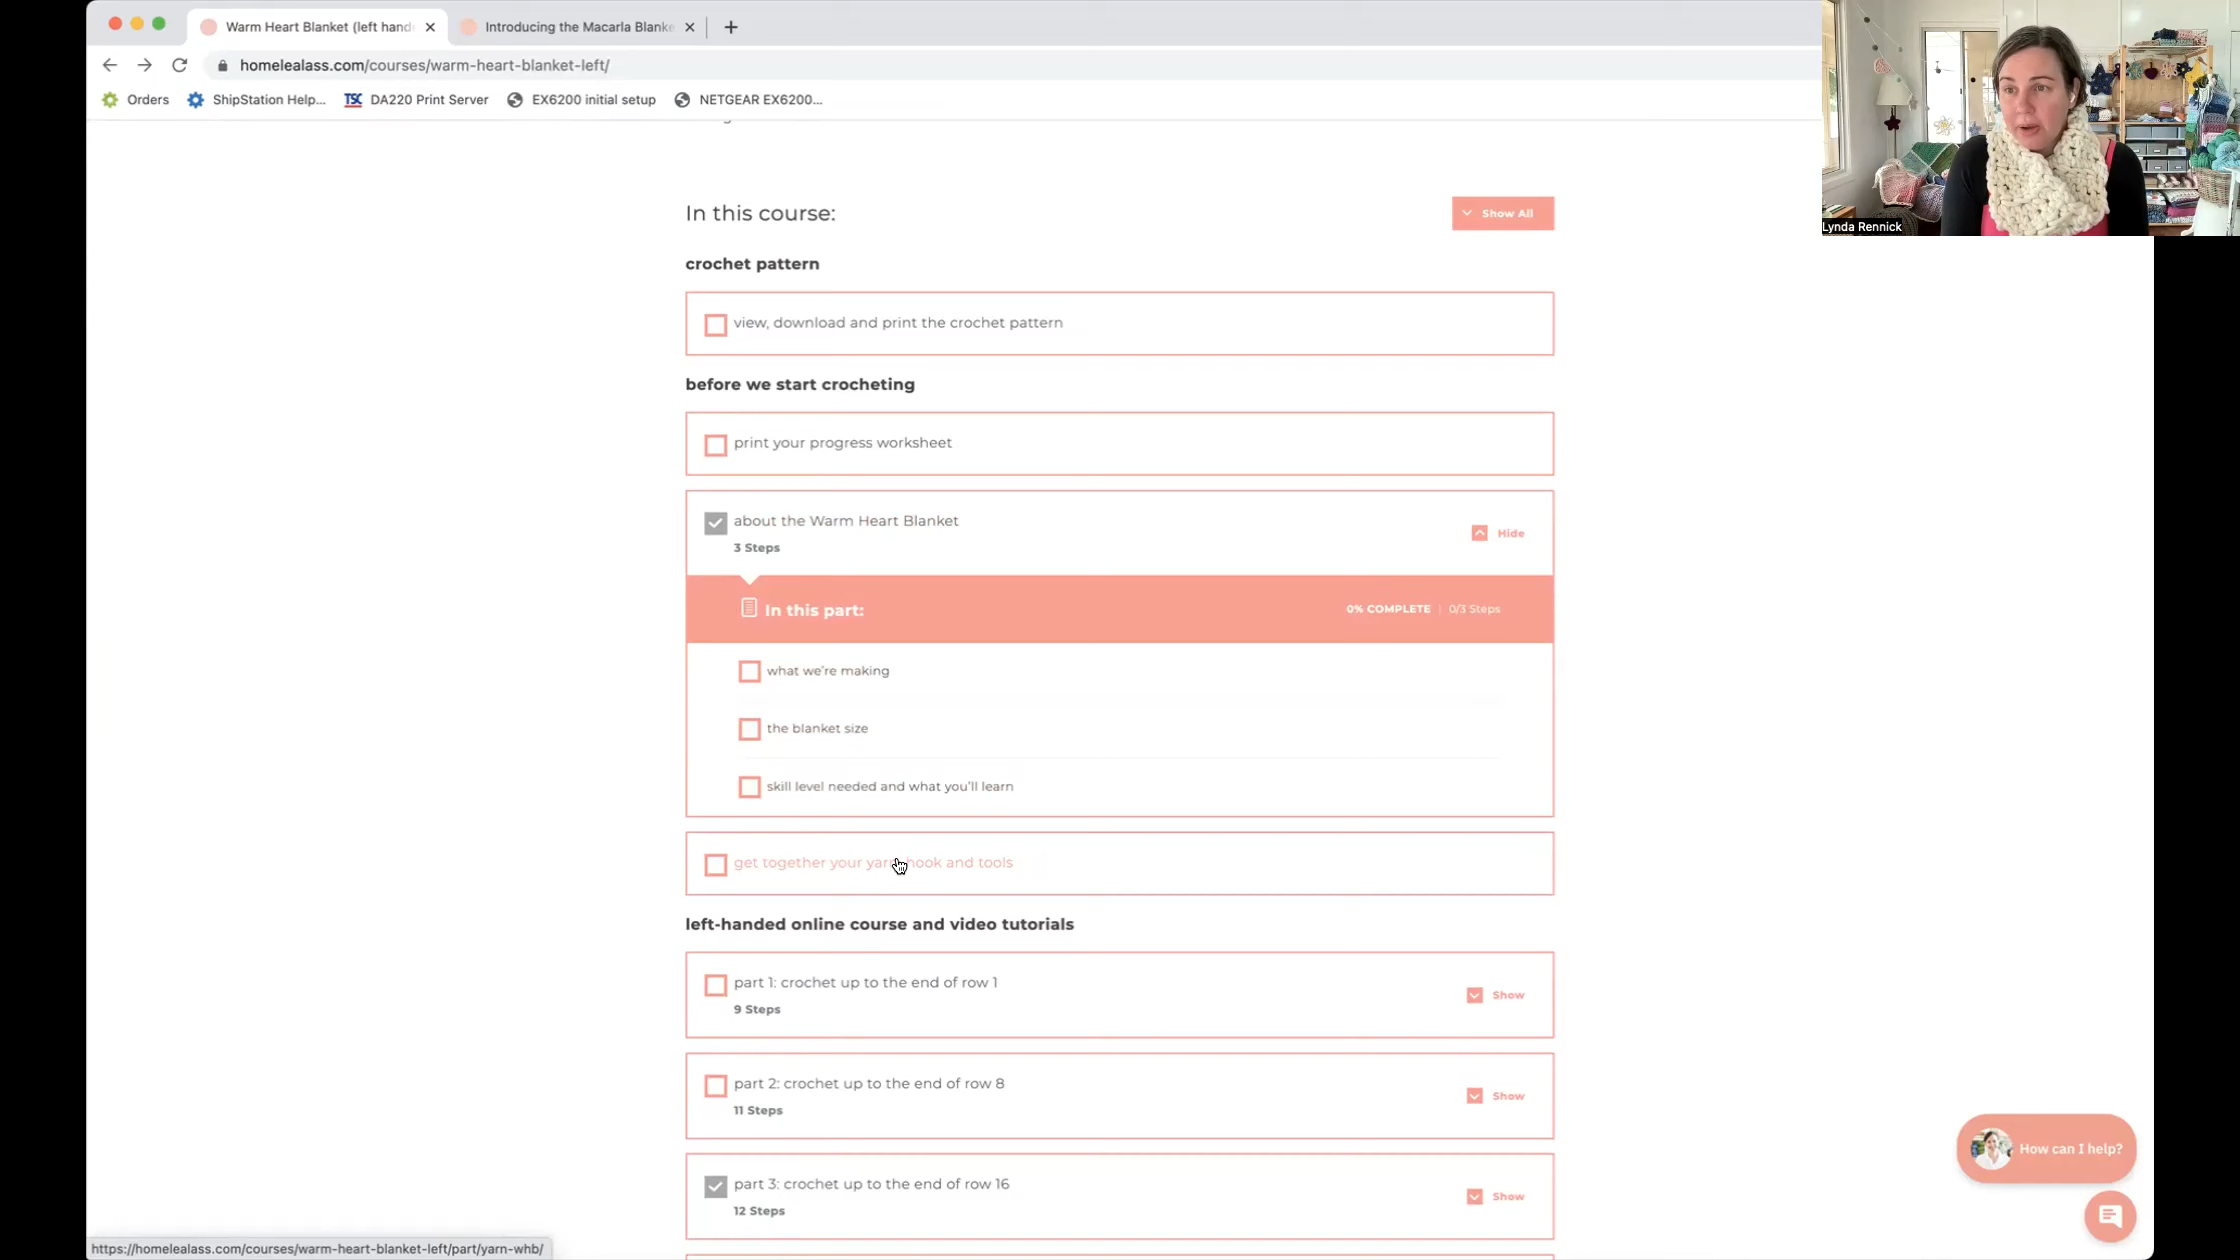 Warm Heart Blanket (left hand
Introducing the Macarla Blanke
homelealass.com/courses/warm-heart-blanket-left/
Orders
ShipStation Help...
TSC
DA220 Print Server
EX6200 initial setup
NETGEAR EX6200...
Lynda Rennick
In this course:
Show All
crochet pattern
view, download and print the crochet pattern
before we start crocheting
print your progress worksheet
about the Warm Heart Blanket
3 Steps
Hide
In this part:
0% COMPLETE | 0/3 Steps
what we're making
the blanket size
skill level needed and what you'll learn
get together your yarn, hook and tools
left-handed online course and video tutorials
part 1: crochet up to the end of row 1
9 Steps
Show
part 2: crochet up to the end of row 8
11 Steps
Show
part 3: crochet up to the end of row 16
12 Steps
Show
How can I help?
https://homelealass.com/courses/warm-heart-blanket-left/part/yarn-whb/